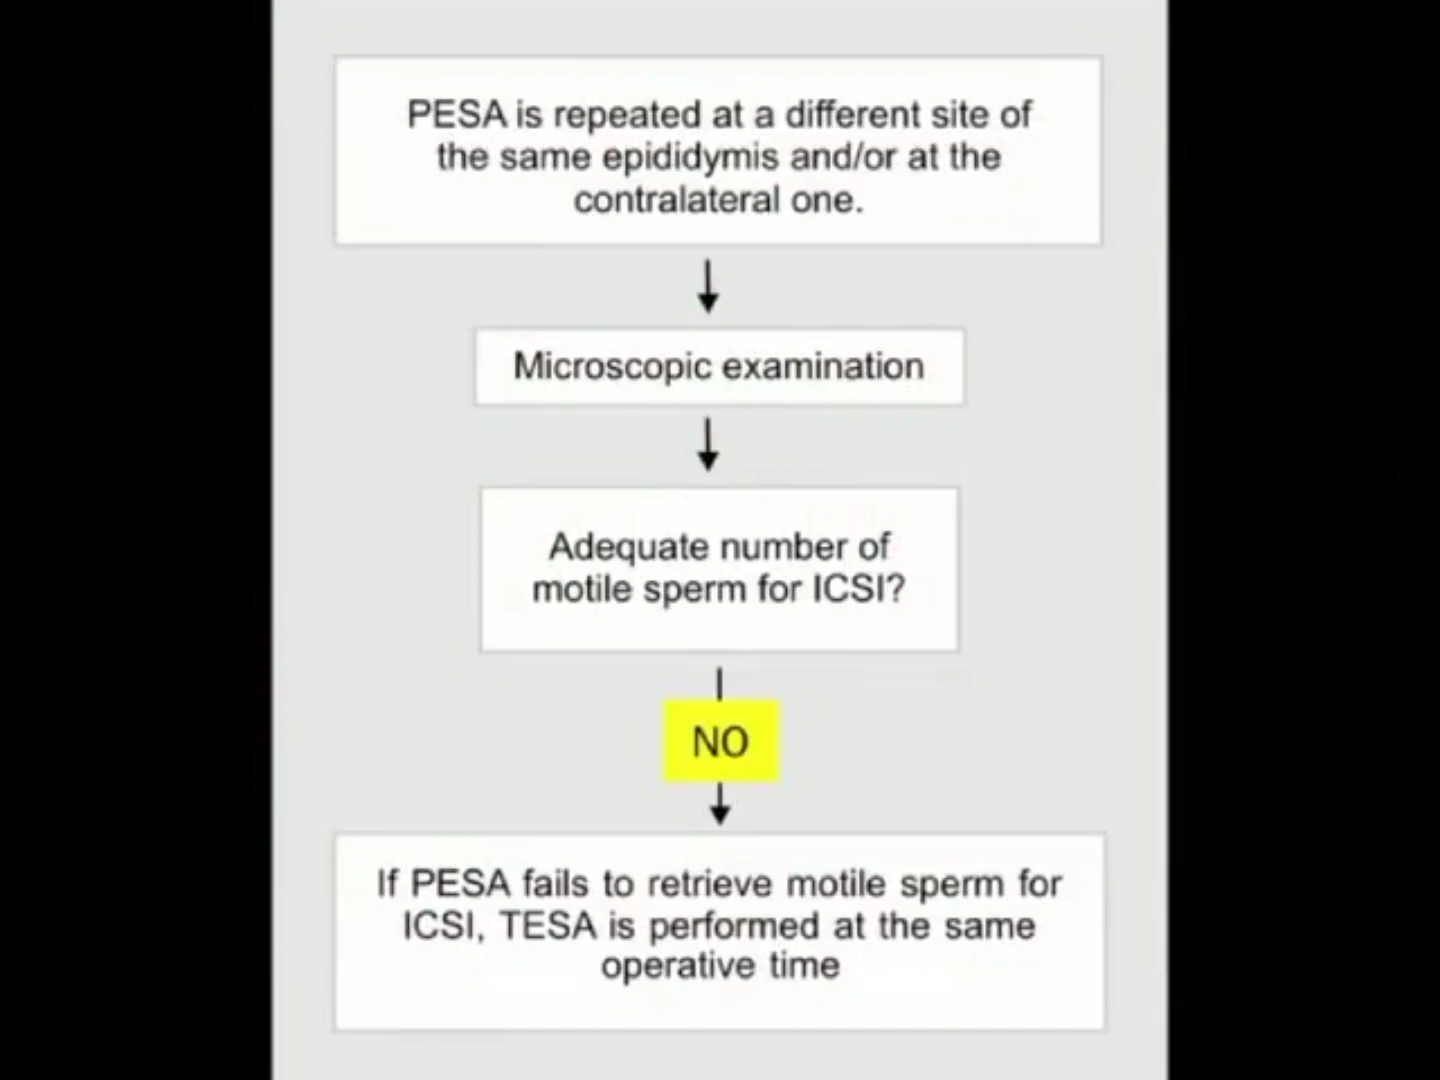 PESA is repeated at a different site of
the same epididymis and/or at the
contralateral one.
Microscopic examination
Adequate number of
motile sperm for ICSI?
NO
If PESA fails to retrieve motile sperm for
ICSI, TESA is performed at the same
operative time